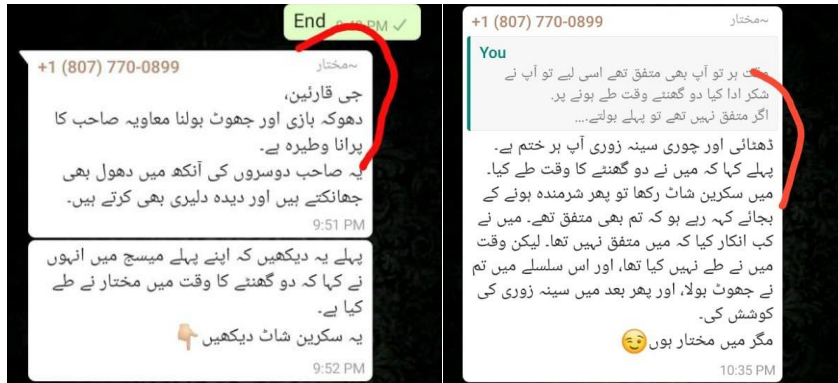 End 9:49 PM
+1 (807) 770-0899 ~مختار
جی قارئین،
دھوکہ بازی اور جھوٹ بولنا معاویہ صاحب کا
پرانا وطیرہ ہے۔
یہ صاحب دوسروں کی آنکھ میں دھول بھی
جھانکتے ہیں اور دیدہ دلیری بھی کرتے ہیں۔
9:51 PM
پہلے یہ دیکھیں کہ اپنے پہلے میسج میں انہوں
نے کہا کہ دو گھنٹے کا وقت میں مختار نے طے
کیا ہے۔
یہ سکرین شاٹ دیکھیں👇🏻
9:52 PM
+1 (807) 770-0899 ~مختار
You
وقت ہر تو آپ بھی متفق تھے اسی لیے تو آپ نے
شکر ادا کیا دو گھنٹے وقت طے ہونے پر.
اگر متفق نہیں تھے تو پہلے بولتے....
ڈھٹائی اور چوری سینہ زوری آپ ہر ختم ہے۔
پہلے کہا کہ میں نے دو گھنٹے کا وقت طے کیا۔
میں سکرین شاٹ رکھا تو پھر شرمندہ ہونے کے
بجائے کہہ رہے ہو کہ تم بھی متفق تھے۔ میں نے
کب انکار کیا کہ میں متفق نہیں تھا۔ لیکن وقت
میں نے طے نہیں کیا تھا، اور اس سلسلے میں تم
نے جھوٹ بولا، اور پھر بعد میں سینہ زوری کی
کوشش کی۔
مگر میں مختار ہوں😉
10:35 PM